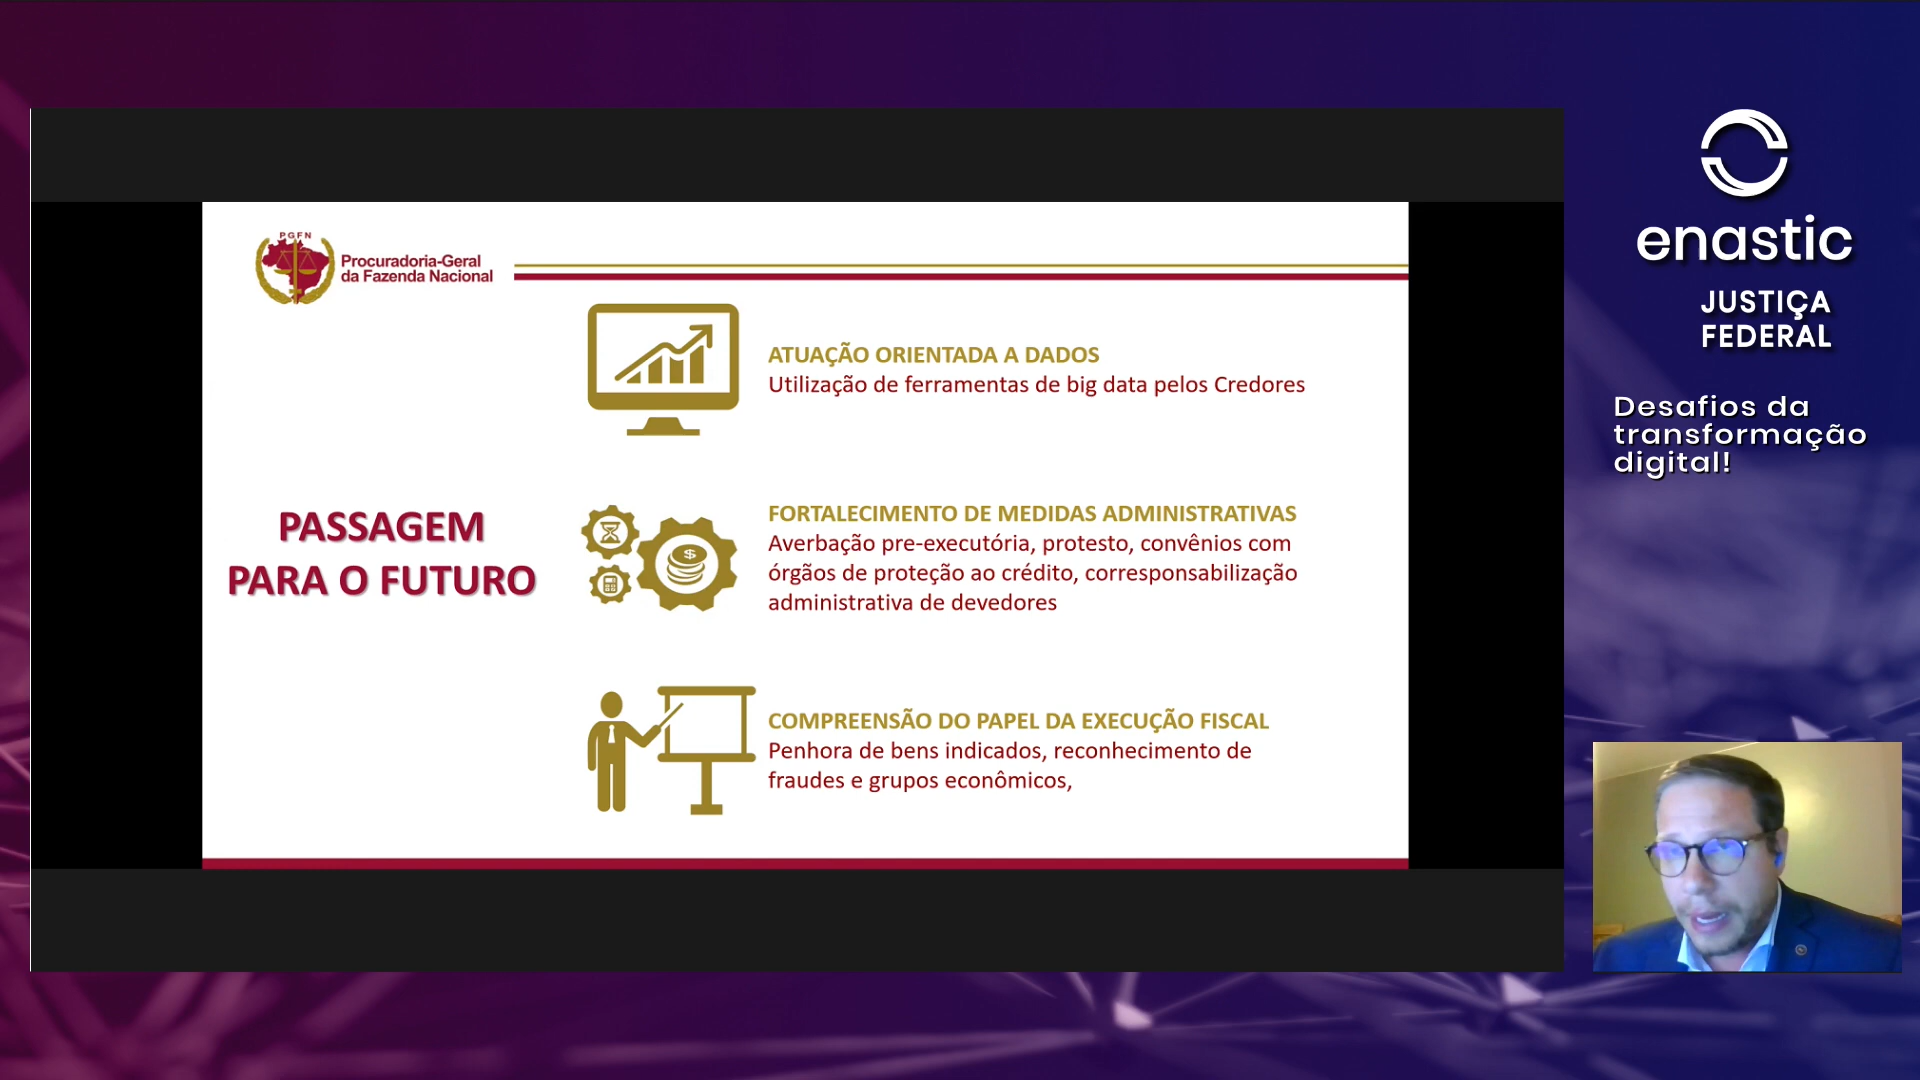 PGFN
Procuradoria-Geral
da Fazenda Nacional
PASSAGEM
PARA O FUTURO
ATUAÇÃO ORIENTADA A DADOS
Utilização de ferramentas de big data pelos Credores
FORTALECIMENTO DE MEDIDAS ADMINISTRATIVAS
Averbação pre-executória, protesto, convênios com
órgãos de proteção ao crédito, corresponsabilização
administrativa de devedores
$
COMPREENSÃO DO PAPEL DA EXECUÇÃO FISCAL
Penhora de bens indicados, reconhecimento de
fraudes e grupos econômicos,
enastic
JUSTIÇA
FEDERAL
Desafios da
transformação
digital!